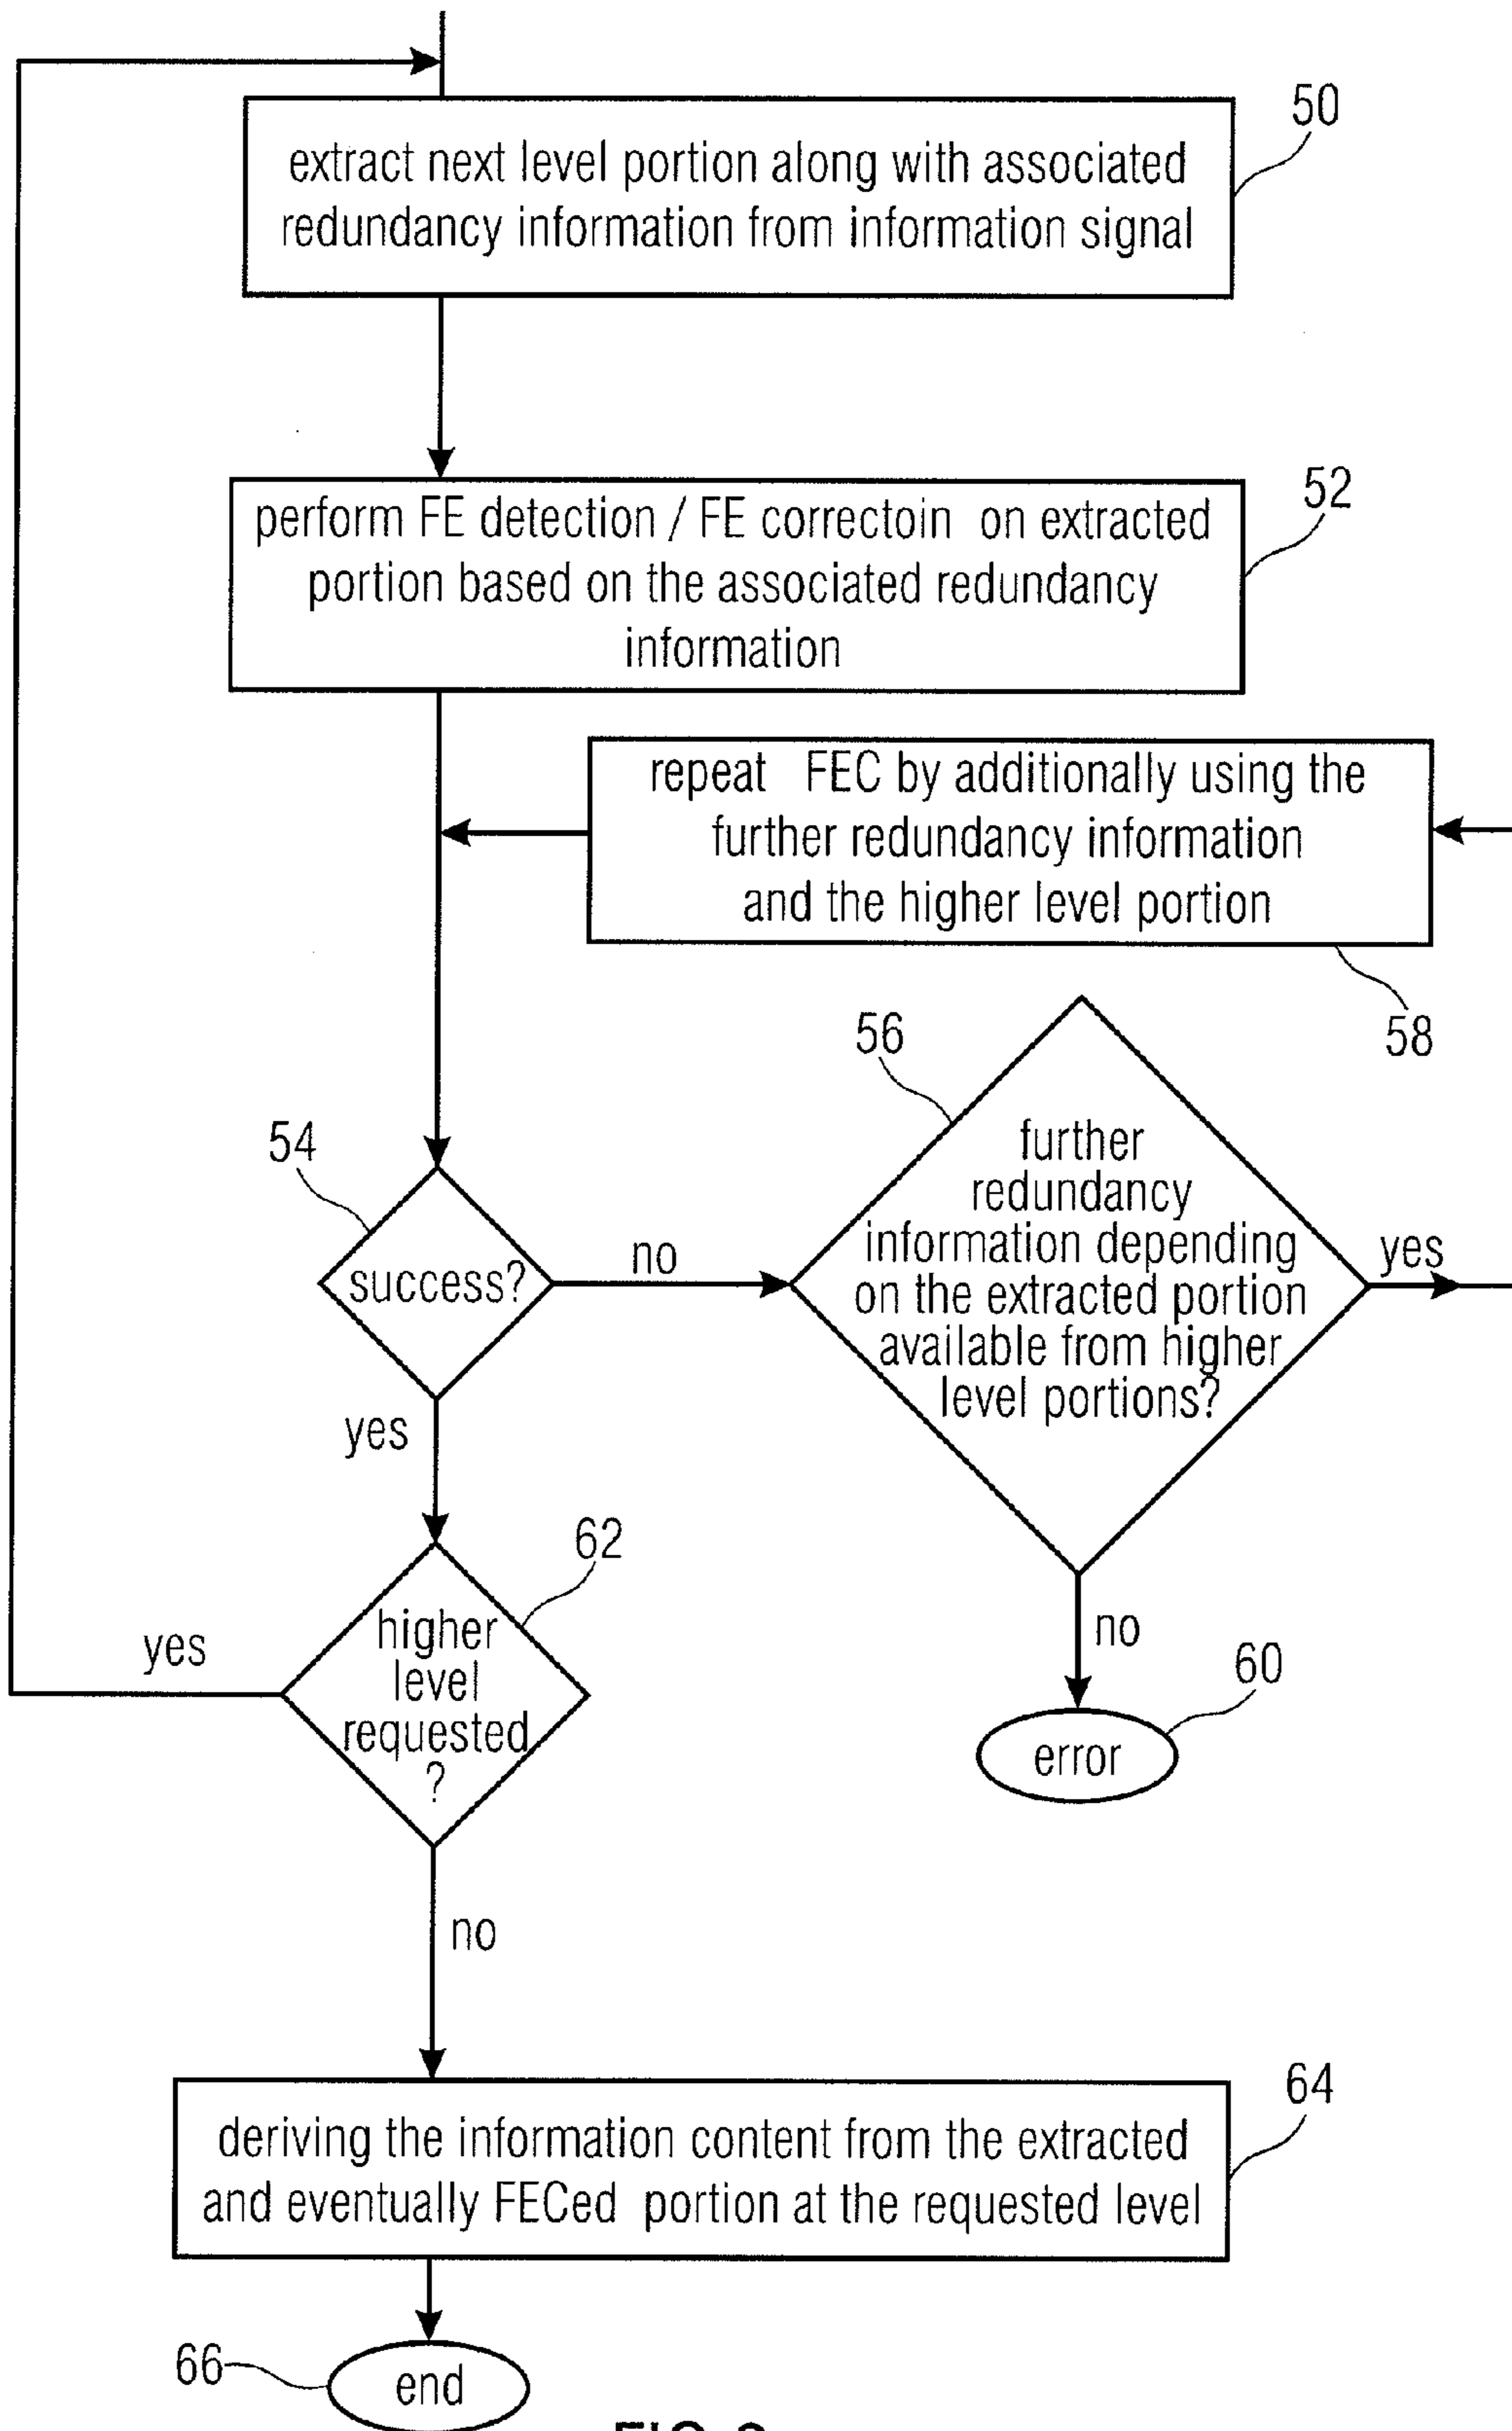 50
extract next level portion along with associated
redundancy information from information signal
52
perform FE detection / FE correctoin on extracted
portion based on the associated redundancy
information
repeat FEC by additionally using the
further redundancy information
and the higher level portion
58
56
further
redundancy
information depending
on the extracted portion
available from higher
level portions?
yes
54
success?
no
yes
62
higher
level
requested
?
yes
no
60
error
no
64
deriving the information content from the extracted
and eventually FECed portion at the requested level
66
end